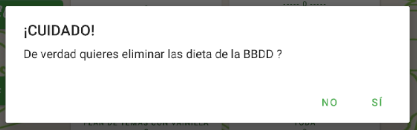 ¡CUIDADO!
De verdad quieres eliminar las dieta de la BBDD ?
NO
SÍ